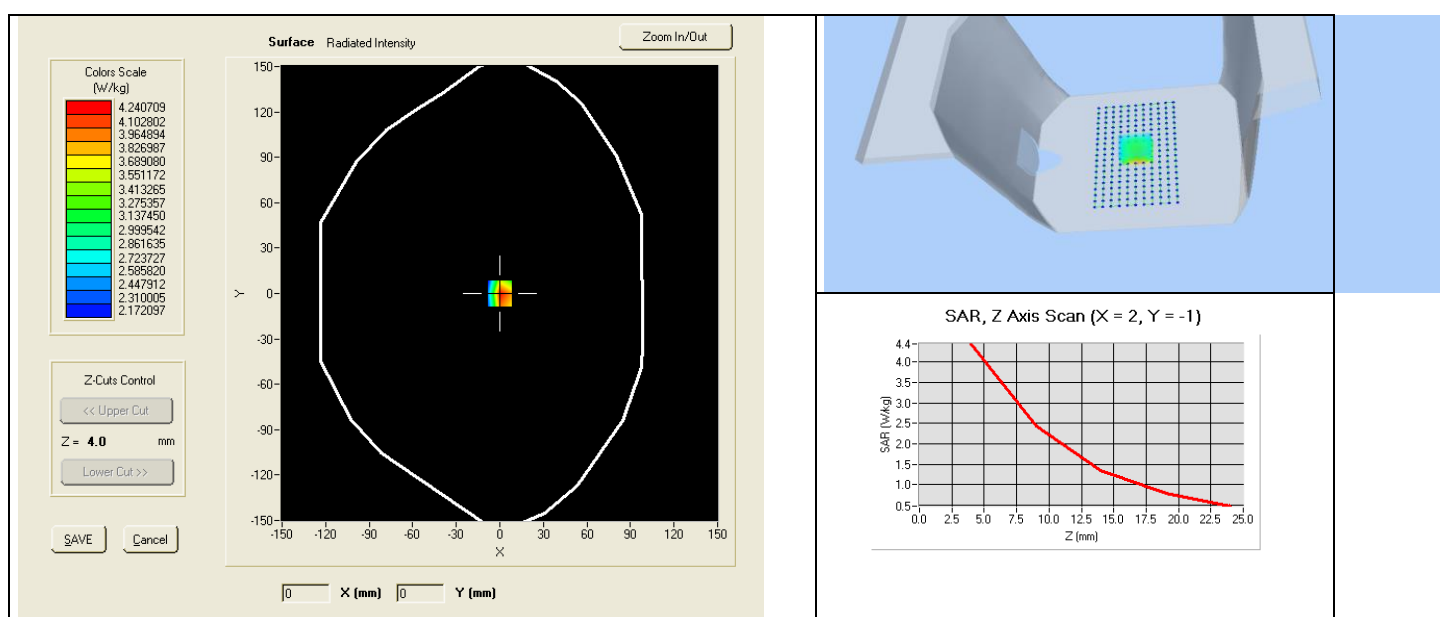 Surface Radiated Intensity
Zoom In/Out
Colors Scale
(W/kg)
4.240709
4.102802
3.964894
3.826987
3.689080
3.551172
3.413265
3.275357
3.137450
2.999542
2.861635
2.723727
2.585820
2.447912
2.310005
2.172097
Z-Cuts Control
<< Upper Cut
Z = 4.0 mm
Lower Cut >>
SAVE Cancel
150
120
90
60
30
0
-30
-60
-90
-120
-150
Y
-150 -120 -90 -60 -30 0 30 60 90 120 150
X
0 X (mm) 0 Y (mm)
SAR, Z Axis Scan (X = 2, Y = -1)
4.4
4.0
3.5
3.0
2.5
2.0
1.5
1.0
0.5
SAR (W/kg)
0.0 2.5 5.0 7.5 10.0 12.5 15.0 17.5 20.0 22.5 25.0
Z (mm)